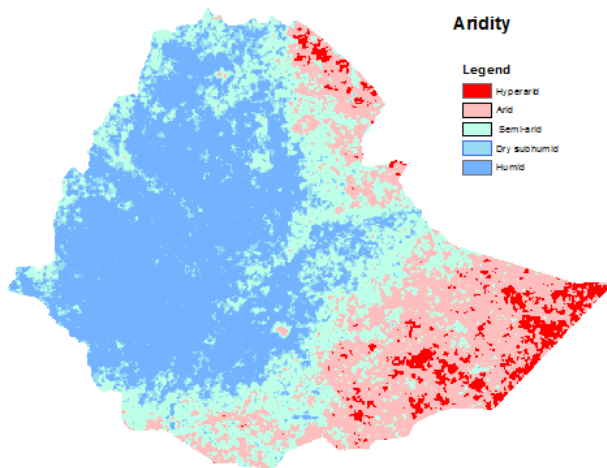 Aridity
Legend
Hyperarid
Arid
Semi-arid
Dry subhumid
Humid